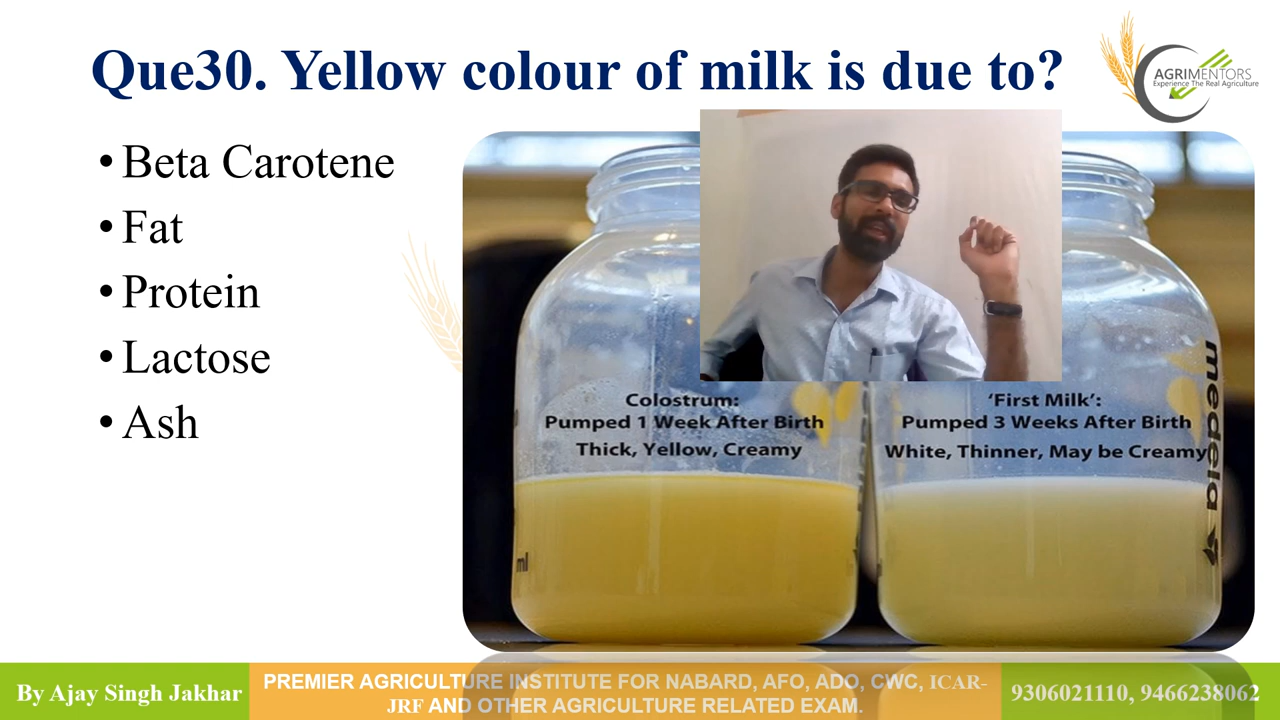 Que30. Yellow colour of milk is due to?
AGRIMENTORS
Experience The Real Agriculture
• Beta Carotene
• Fat
• Protein
• Lactose
• Ash
Colostrum:
Pumped 1 Week After Birth
Thick, Yellow, Creamy
'First Milk':
Pumped 3 Weeks After Birth
White, Thinner, May be Creamy
medela
ml
By Ajay Singh Jakhar
PREMIER AGRICULTURE INSTITUTE FOR NABARD, AFO, ADO, CWC, ICAR-
JRF AND OTHER AGRICULTURE RELATED EXAM.
9306021110, 9466238062